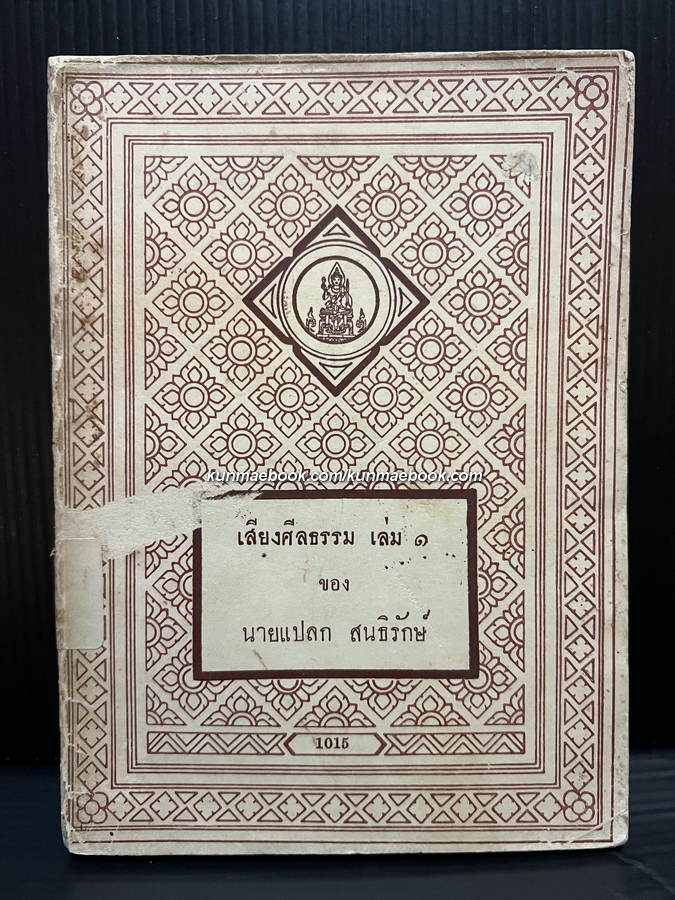 kunmaebook.com/kunmaebook.com
เสียงศีลธรรม เล่ม ๑
ของ
นายแปลก สนธิรักษ์
1015